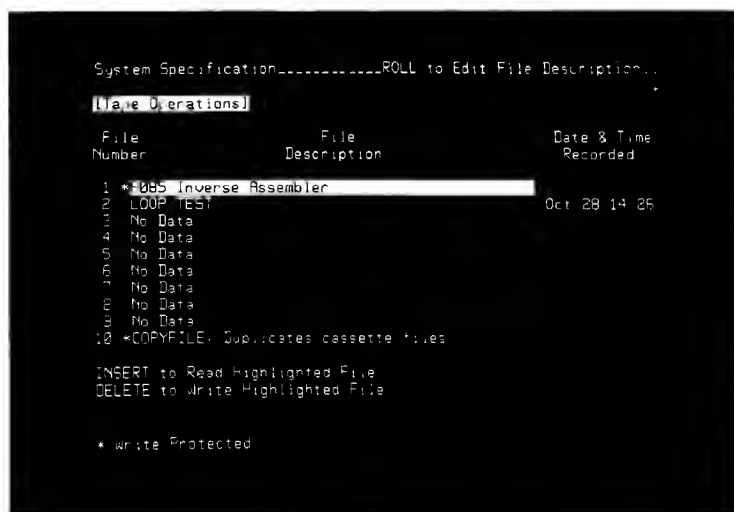 System Specification____________ROLL to Edit File Description..
[Tape Operations]
File File Date & Time
Number Description Recorded
1 *8085 Inverse Assembler
2 LOOP TEST Oct 28 14 26
3 No Data
4 No Data
5 No Data
6 No Data
7 No Data
8 No Data
9 No Data
10 *COPYFILE. Duplicates cassette files
INSERT to Read Highlighted File
DELETE to Write Highlighted File
* Write Protected